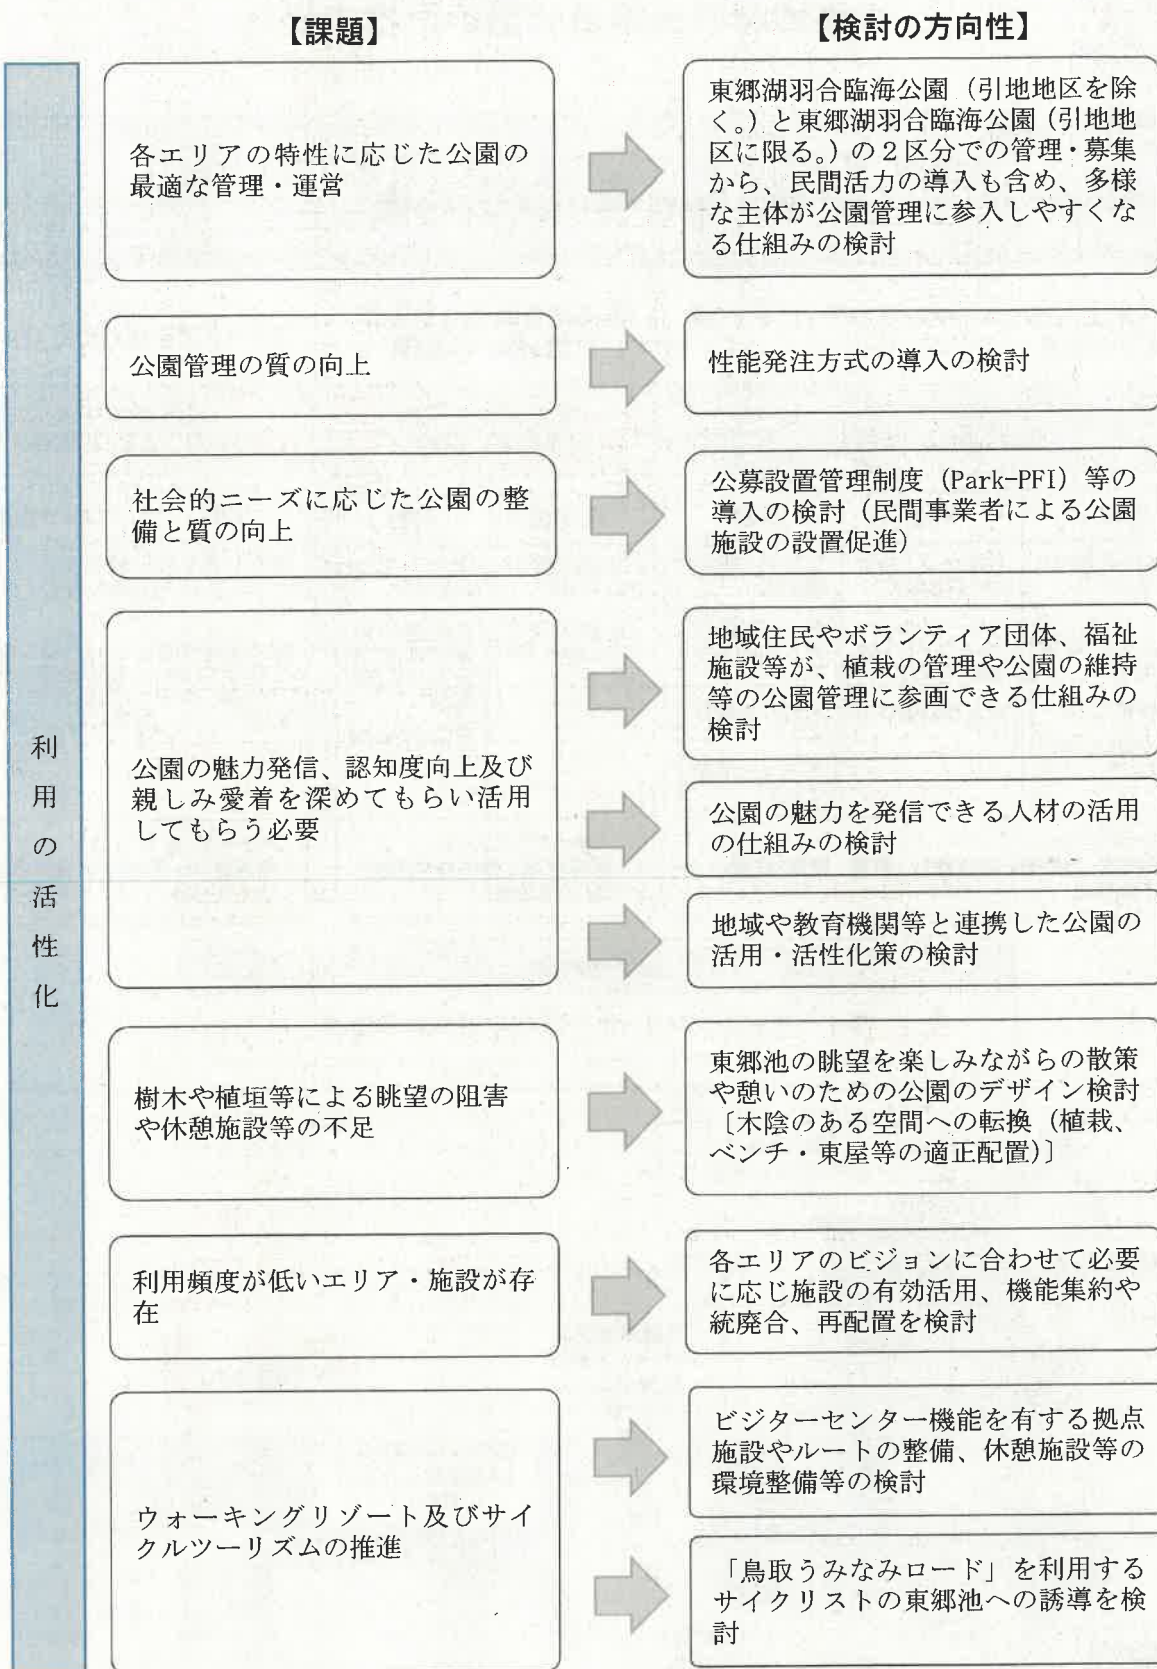 【課題】
【検討の方向性】
利用の活性化
各エリアの特性に応じた公園の
最適な管理・運営
東郷湖羽合臨海公園（引地地区を除
く。）と東郷湖羽合臨海公園（引地地
区に限る。）の２区分での管理・募集
から、民間活力の導入も含め、多様
な主体が公園管理に参入しやすくな
る仕組みの検討
公園管理の質の向上
性能発注方式の導入の検討
社会的ニーズに応じた公園の整
備と質の向上
公募設置管理制度（Park-PFI）等の
導入の検討（民間事業者による公園
施設の設置促進）
公園の魅力発信、認知度向上及び
親しみ愛着を深めてもらい活用
してもらう必要
地域住民やボランティア団体、福祉
施設等が、植栽の管理や公園の維持
等の公園管理に参画できる仕組みの
検討
公園の魅力を発信できる人材の活用
の仕組みの検討
地域や教育機関等と連携した公園の
活用・活性化策の検討
樹木や植垣等による眺望の阻害
や休憩施設等の不足
東郷池の眺望を楽しみながらの散策
や憩いのための公園のデザイン検討
〔木陰のある空間への転換（植栽、
ベンチ・東屋等の適正配置）〕
利用頻度が低いエリア・施設が存
在
各エリアのビジョンに合わせて必要
に応じ施設の有効活用、機能集約や
統廃合、再配置を検討
ウォーキングリゾート及びサイ
クルツーリズムの推進
ビジターセンター機能を有する拠点
施設やルートの整備、休憩施設等の
環境整備等の検討
「鳥取うみなみロード」を利用する
サイクリストの東郷池への誘導を検
討